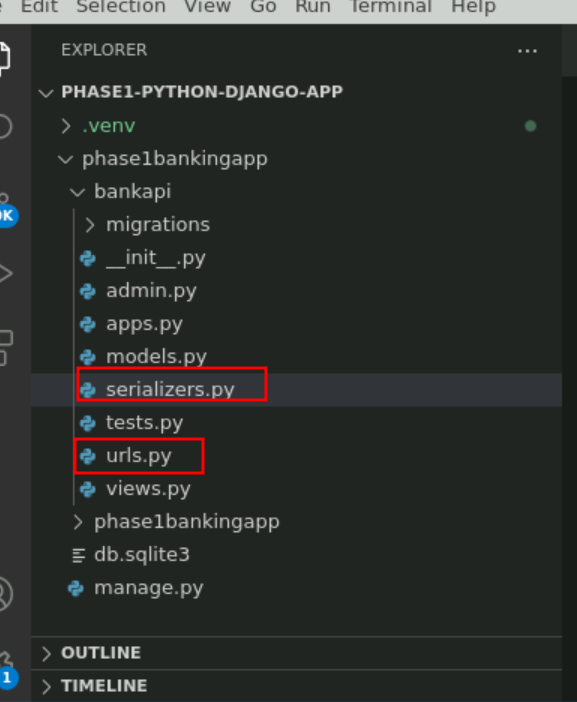 Edit Selection View Go Run Terminal Help
EXPLORER
PHASE1-PYTHON-DJANGO-APP
.venv
phase1bankingapp
bankapi
migrations
__init__.py
admin.py
apps.py
models.py
serializers.py
tests.py
urls.py
views.py
phase1bankingapp
db.sqlite3
manage.py
OUTLINE
1
TIMELINE